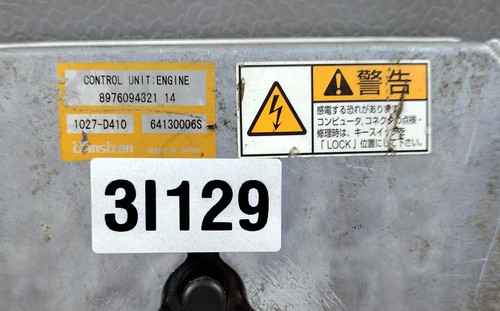 CONTROL UNIT:ENGINE
8976094321 14
1027-D410 64130006S
transtron MADE IN JAPAN
警告
感電する恐れがあります。
コンピュータ、コネクタの点検・
修理時は、キースイッチを
「LOCK」位置にして下さい。
31129